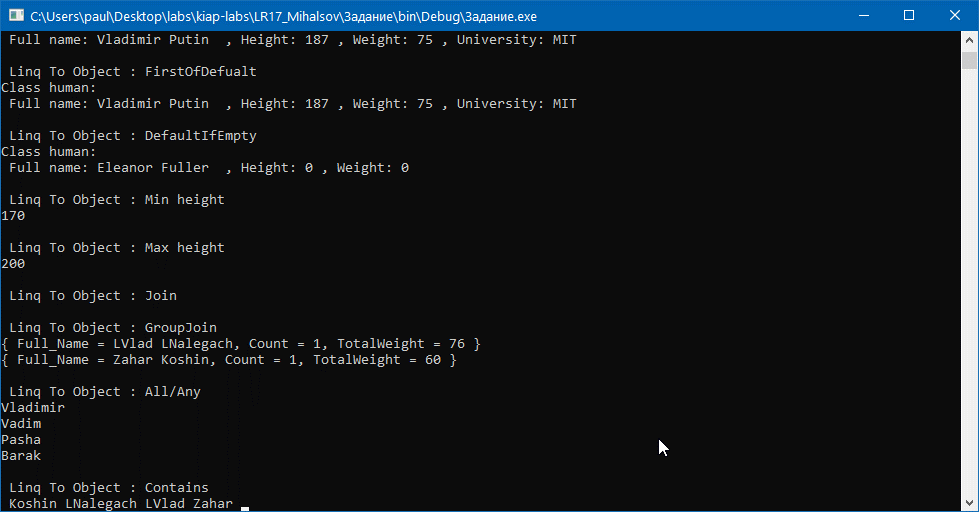 C:\Users\paul\Desktop\labs\kiap-labs\LR17_Mihalsov\Задание\bin\Debug\Задание.exe
Full name: Vladimir Putin  , Height: 187 , Weight: 75 , University: MIT
Linq To Object : FirstOfDefualt
Class human:
Full name: Vladimir Putin  , Height: 187 , Weight: 75 , University: MIT
Linq To Object : DefaultIfEmpty
Class human:
Full name: Eleanor Fuller  , Height: 0 , Weight: 0
Linq To Object : Min height
170
Linq To Object : Max height
200
Linq To Object : Join
Linq To Object : GroupJoin
{ Full_Name = LVlad LNalegach, Count = 1, TotalWeight = 76 }
{ Full_Name = Zahar Koshin, Count = 1, TotalWeight = 60 }
Linq To Object : All/Any
Vladimir
Vadim
Pasha
Barak
Linq To Object : Contains
Koshin LNalegach LVlad Zahar